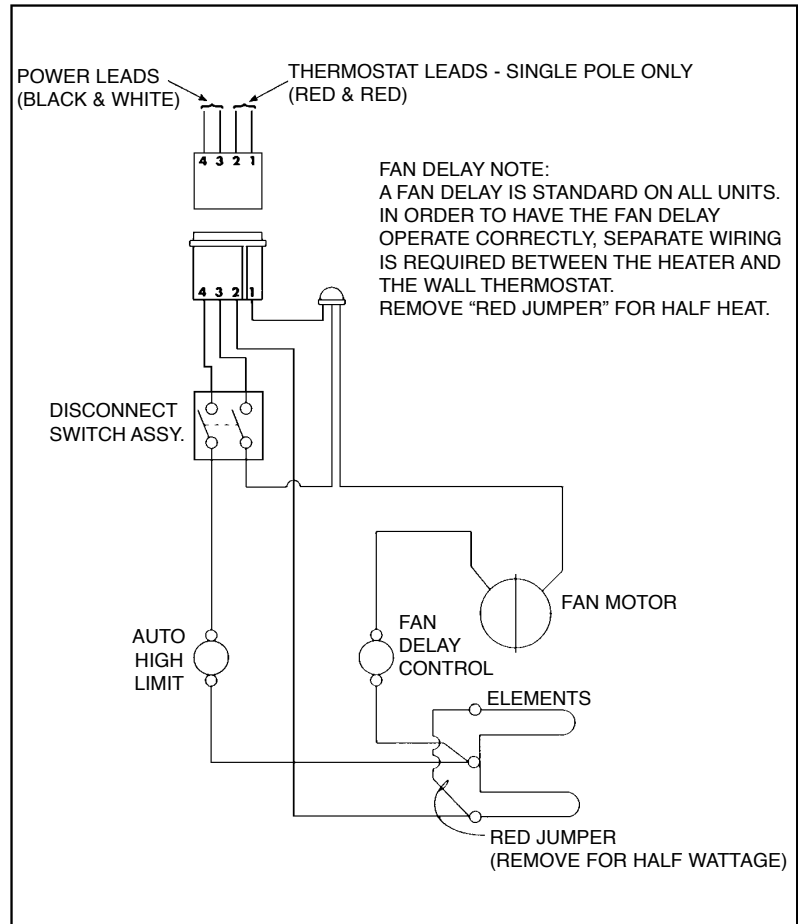 POWER LEADS
(BLACK & WHITE)
THERMOSTAT LEADS - SINGLE POLE ONLY
(RED & RED)
4 3 2 1
FAN DELAY NOTE:
A FAN DELAY IS STANDARD ON ALL UNITS.
IN ORDER TO HAVE THE FAN DELAY
OPERATE CORRECTLY, SEPARATE WIRING
IS REQUIRED BETWEEN THE HEATER AND
THE WALL THERMOSTAT.
REMOVE “RED JUMPER” FOR HALF HEAT.
4 3 2 1
DISCONNECT
SWITCH ASSY.
FAN MOTOR
AUTO
HIGH
LIMIT
FAN
DELAY
CONTROL
ELEMENTS
RED JUMPER
(REMOVE FOR HALF WATTAGE)